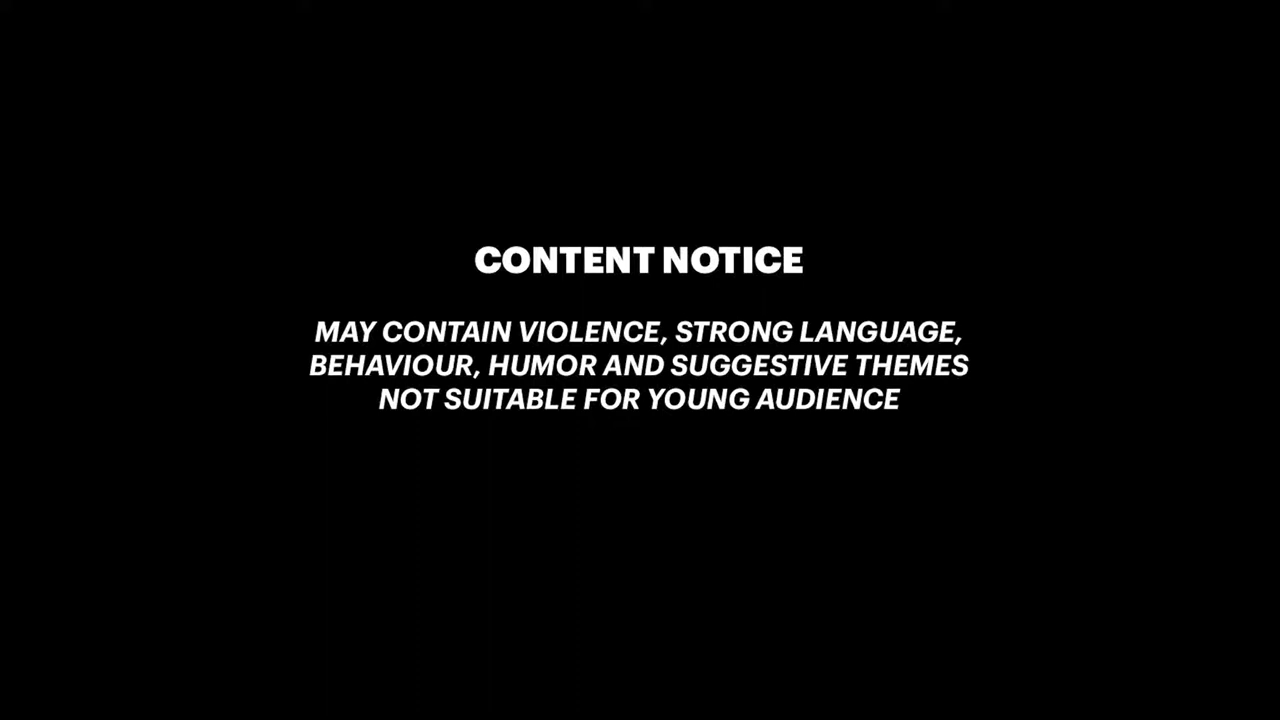 CONTENT NOTICE
MAY CONTAIN VIOLENCE, STRONG LANGUAGE,
BEHAVIOUR, HUMOR AND SUGGESTIVE THEMES
NOT SUITABLE FOR YOUNG AUDIENCE